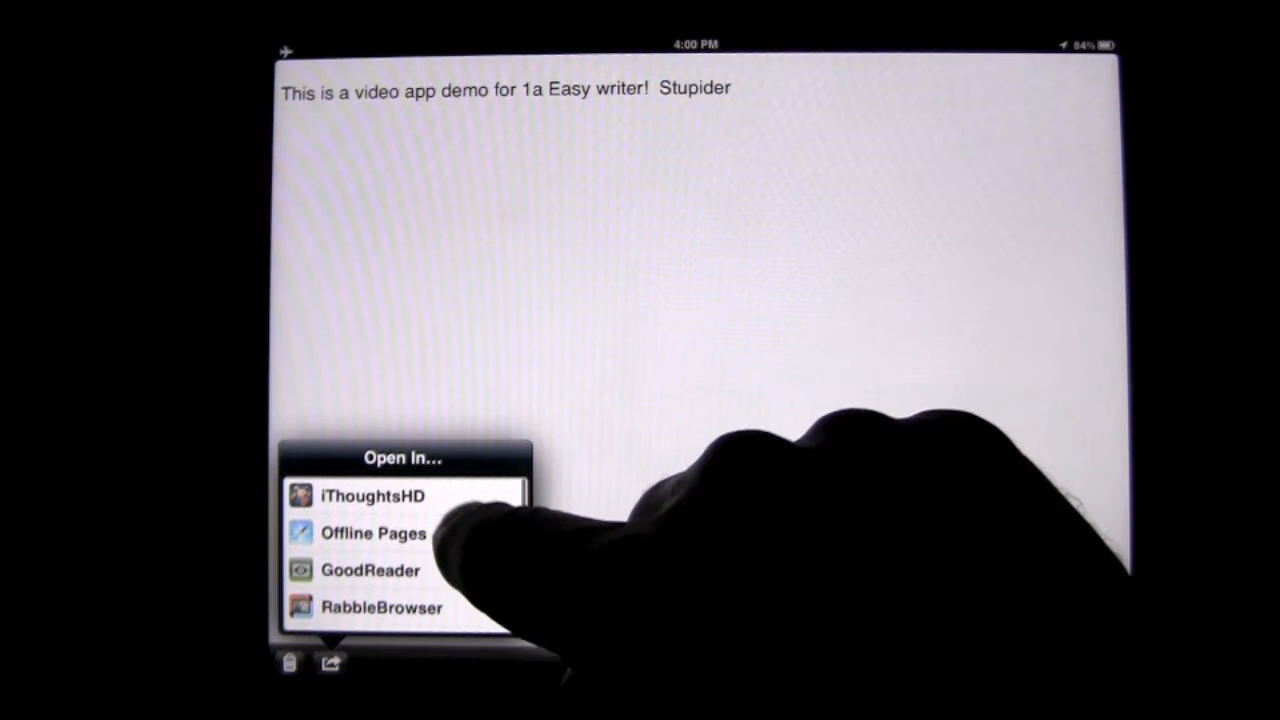 4:00 PM
84%
This is a video app demo for 1a Easy writer!  Stupider
Open In...
iThoughtsHD
Offline Pages
GoodReader
RabbleBrowser